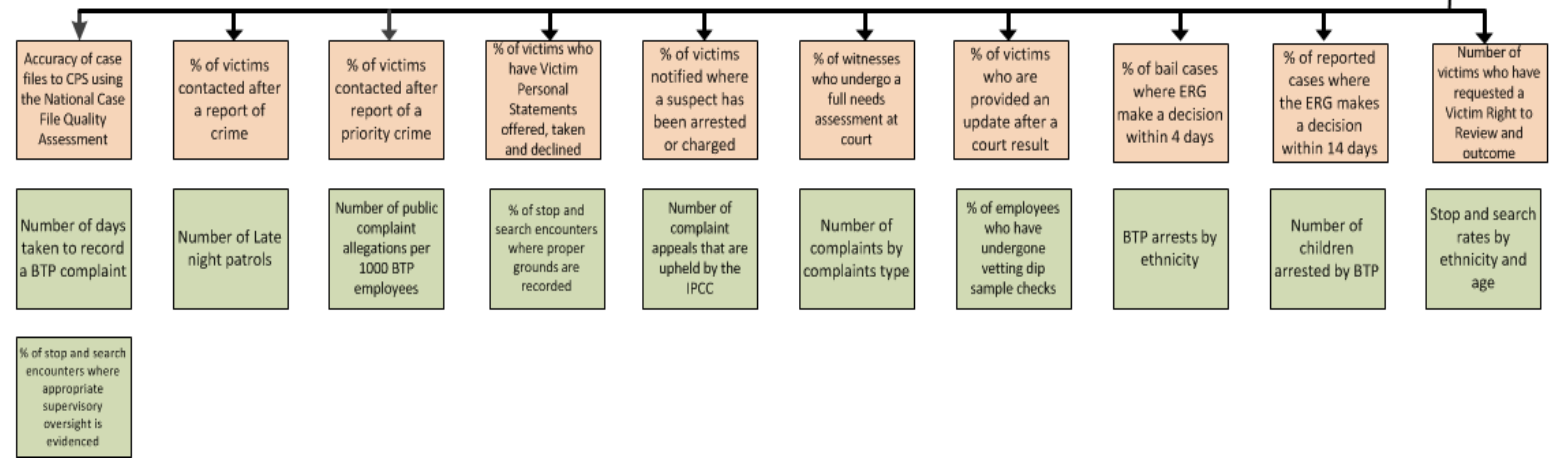 Accuracy of case
files to CPS using
the National Case
File Quality
Assessment
% of victims
contacted after
a report of
crime
% of victims
contacted after
report of a
priority crime
% of victims who
have Victim
Personal
Statements
offered, taken
and declined
% of victims
notified where
a suspect has
been arrested
or charged
% of witnesses
who undergo a
full needs
assessment at
court
% of victims
who are
provided an
update after a
court result
% of bail cases
where ERG
make a decision
within 4 days
% of reported
cases where
the ERG makes
a decision
within 14 days
Number of
victims who have
requested a
Victim Right to
Review and
outcome
Number of days
taken to record
a BTP complaint
Number of Late
night patrols
Number of public
complaint
allegations per
1000 BTP
employees
% of stop and
search encounters
where proper
grounds are
recorded
Number of
complaint
appeals that are
upheld by the
IPCC
Number of
complaints by
complaints type
% of employees
who have
undergone
vetting dip
sample checks
BTP arrests by
ethnicity
Number of
children
arrested by BTP
Stop and search
rates by
ethnicity and
age
% of stop and search
encounters where
appropriate
supervisory
oversight is
evidenced